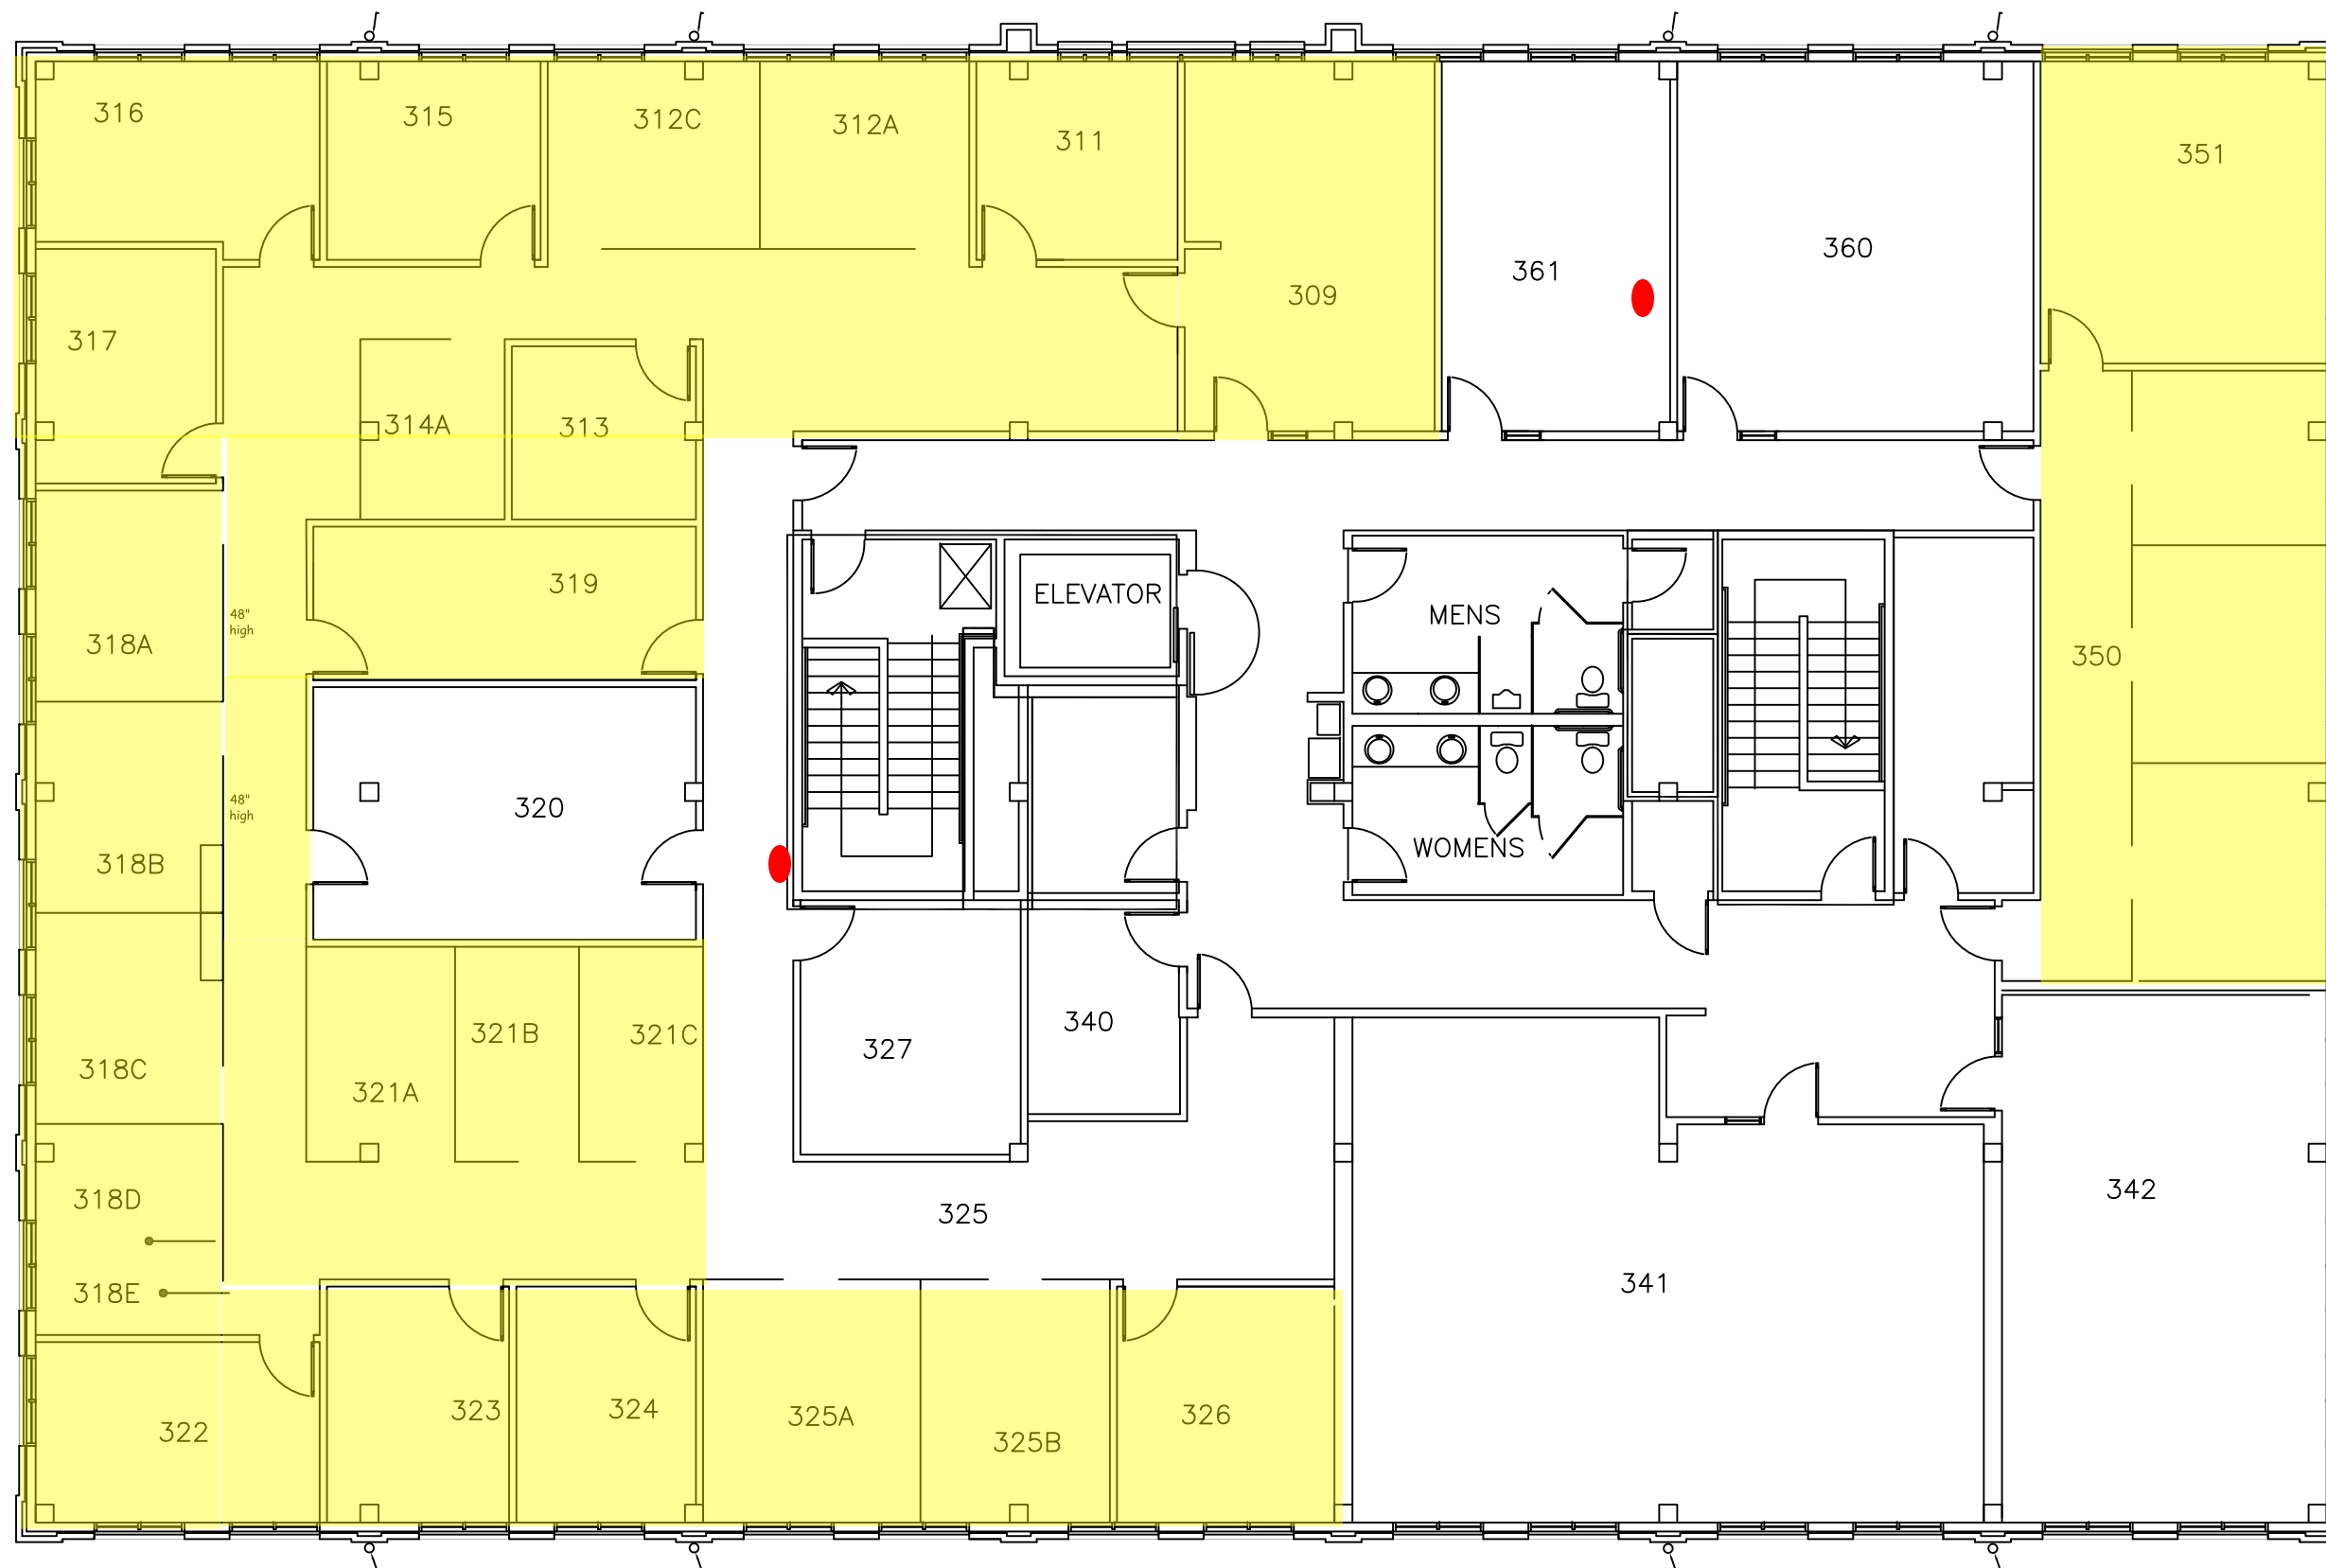 316
315
312C
312A
311
351
360
361
309
317
314A
313
319
48"
high
318A
ELEVATOR
MENS
350
48"
high
320
318B
WOMENS
318C
321A
321B
321C
327
340
318D
325
342
318E
341
322
323
324
325A
325B
326